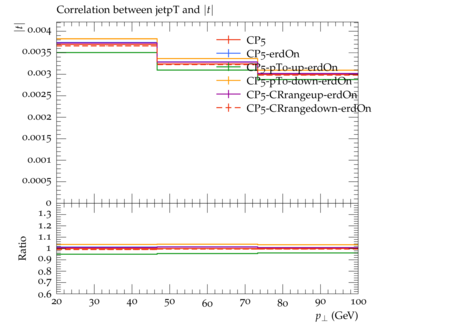 Correlation between jetpT and |t|
|t|
0.004
0.0035
0.003
0.0025
0.002
0.0015
0.001
0.0005
0
CP5
CP5-erdOn
CP5-pT0-up-erdOn
CP5-pT0-down-erdOn
CP5-CRrangeup-erdOn
CP5-CRrangedown-erdOn
Ratio
1.3
1.2
1.1
1
0.9
0.8
0.7
0.6
20 30 40 50 60 70 80 90 100
p⊥ (GeV)